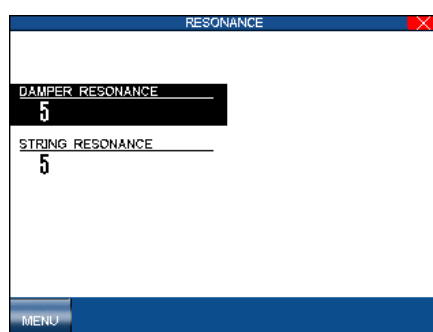 RESONANCE
DAMPER RESONANCE
5
STRING RESONANCE
5
MENU